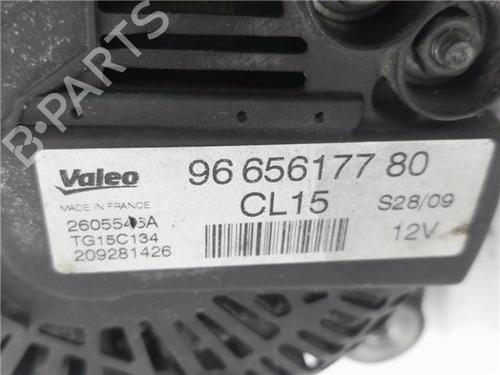 Valeo
MADE IN FRANCE
96 656177 80
CL15
S28/09
12V
TG15C134
209281426
B-PARTS